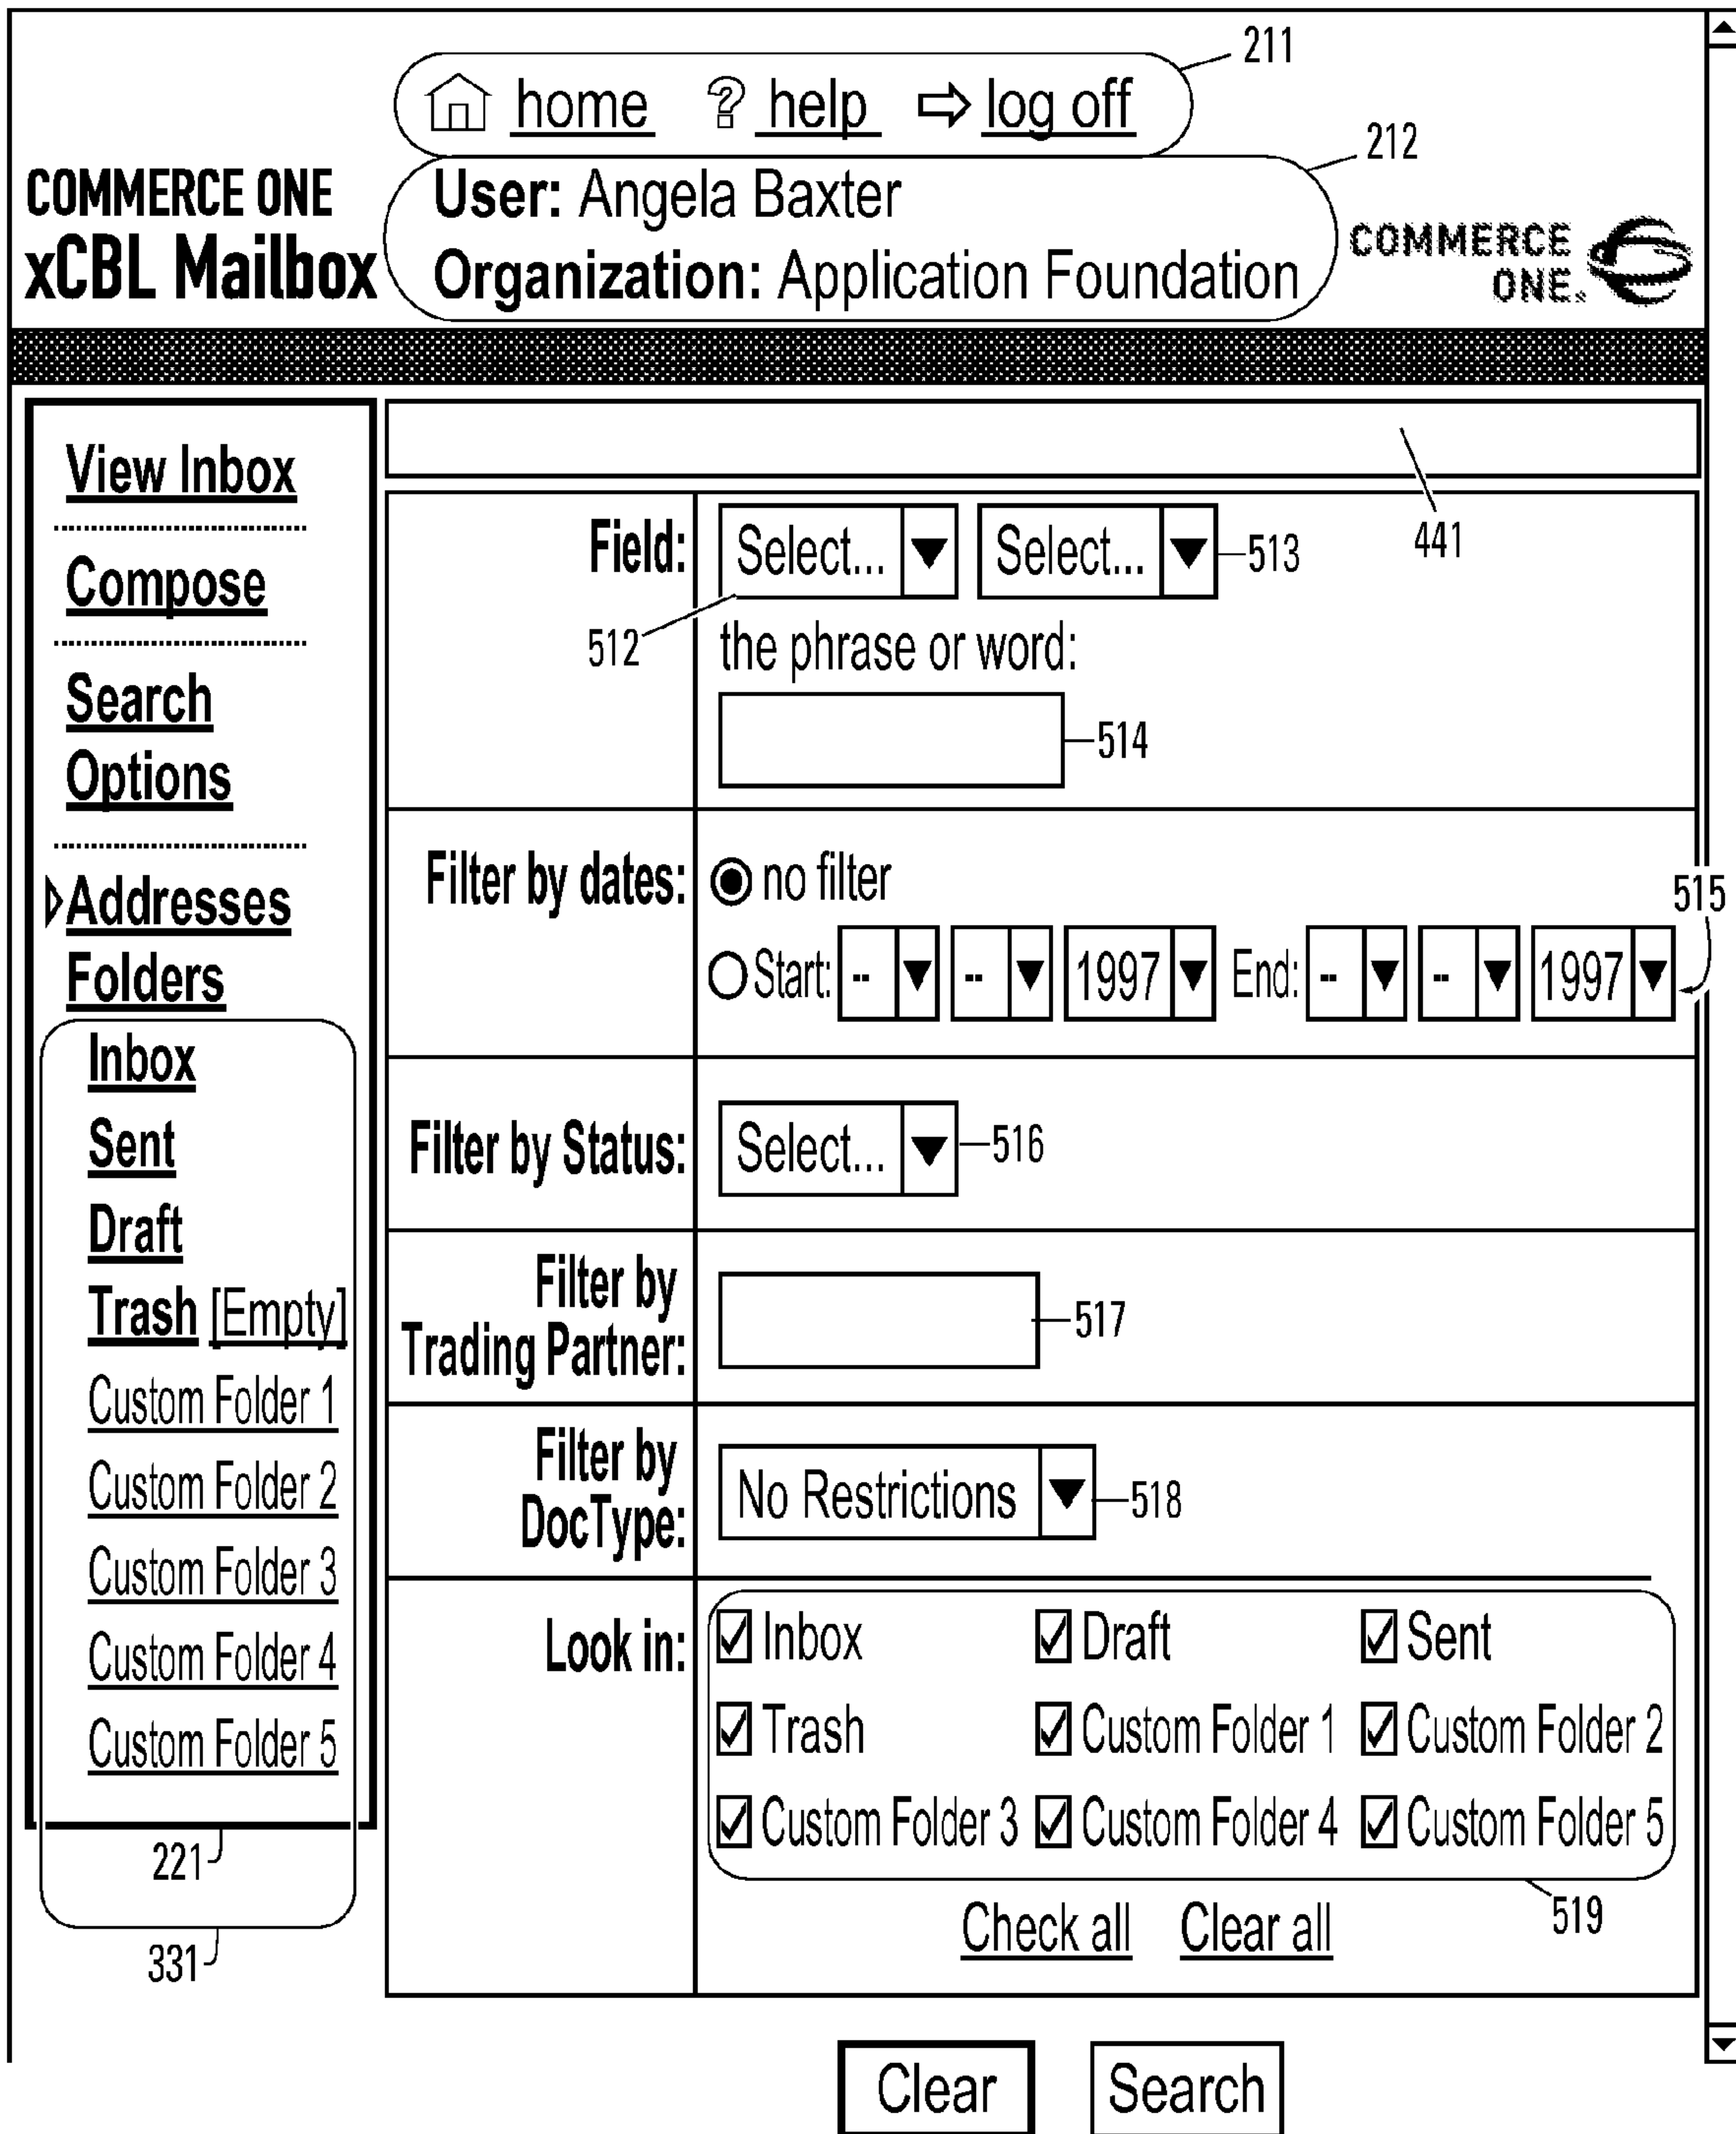 211
home ? help log off
212
COMMERCE ONE
xCBL Mailbox
User: Angela Baxter
Organization: Application Foundation
COMMERCE
ONE.
View Inbox
Compose
Search
Options
Addresses
Folders
Inbox
Sent
Draft
Trash [Empty]
Custom Folder 1
Custom Folder 2
Custom Folder 3
Custom Folder 4
Custom Folder 5
221
331
441
Field: Select... Select... 513
512 the phrase or word:
514
Filter by dates: no filter
515
Start: -- -- 1997 End: -- -- 1997
Filter by Status: Select... 516
Filter by
Trading Partner: 517
Filter by
DocType: No Restrictions 518
Look in: Inbox Draft Sent
Trash Custom Folder 1 Custom Folder 2
Custom Folder 3 Custom Folder 4 Custom Folder 5
519
Check all Clear all
Clear Search